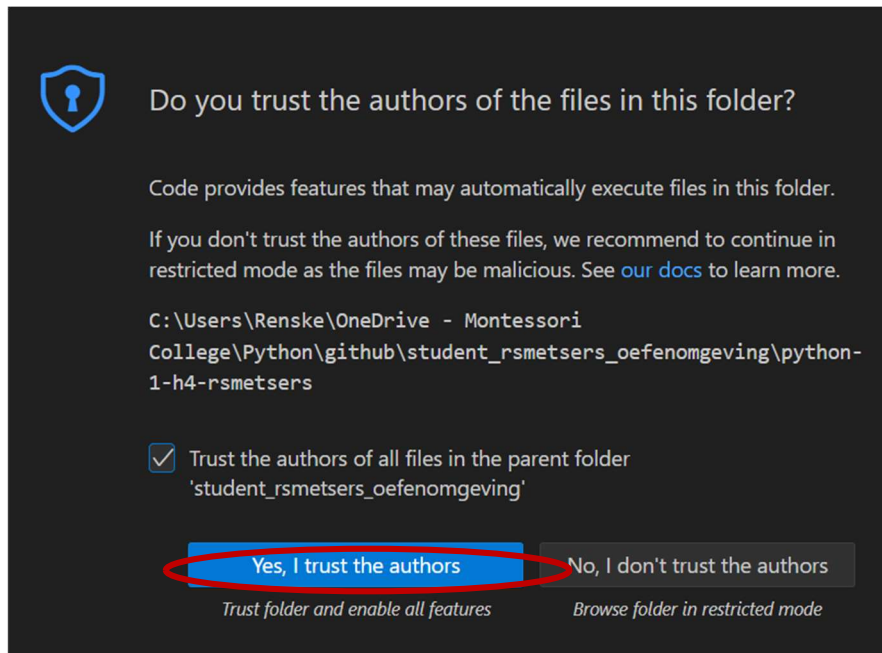 Do you trust the authors of the files in this folder?
Code provides features that may automatically execute files in this folder.
If you don't trust the authors of these files, we recommend to continue in
restricted mode as the files may be malicious. See our docs to learn more.
C:\Users\Renske\OneDrive - Montessori
College\Python\github\student_rsmetsers_oefenomgeving\python-
1-h4-rsmetsers
Trust the authors of all files in the parent folder
'student_rsmetsers_oefenomgeving'
Yes, I trust the authors
No, I don't trust the authors
Trust folder and enable all features
Browse folder in restricted mode